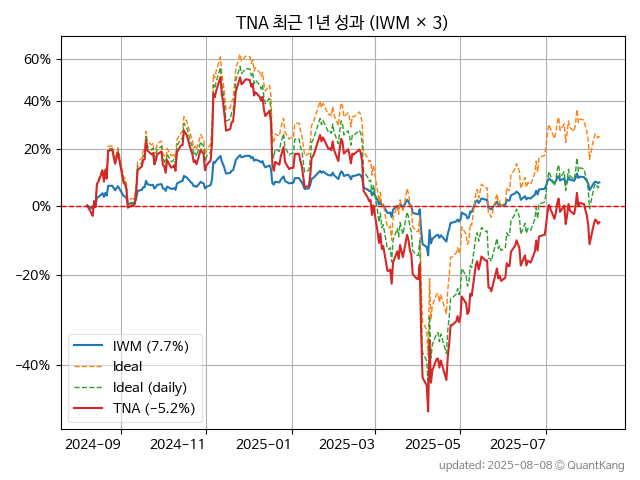 TNA 최근 1년 성과 (IWM × 3)
60%
40%
20%
0%
−20%
−40%
IWM (7.7%)
Ideal
Ideal (daily)
TNA (−5.2%)
2024-09 2024-11 2025-01 2025-03 2025-05 2025-07
updated: 2025-08-08 © QuantKang